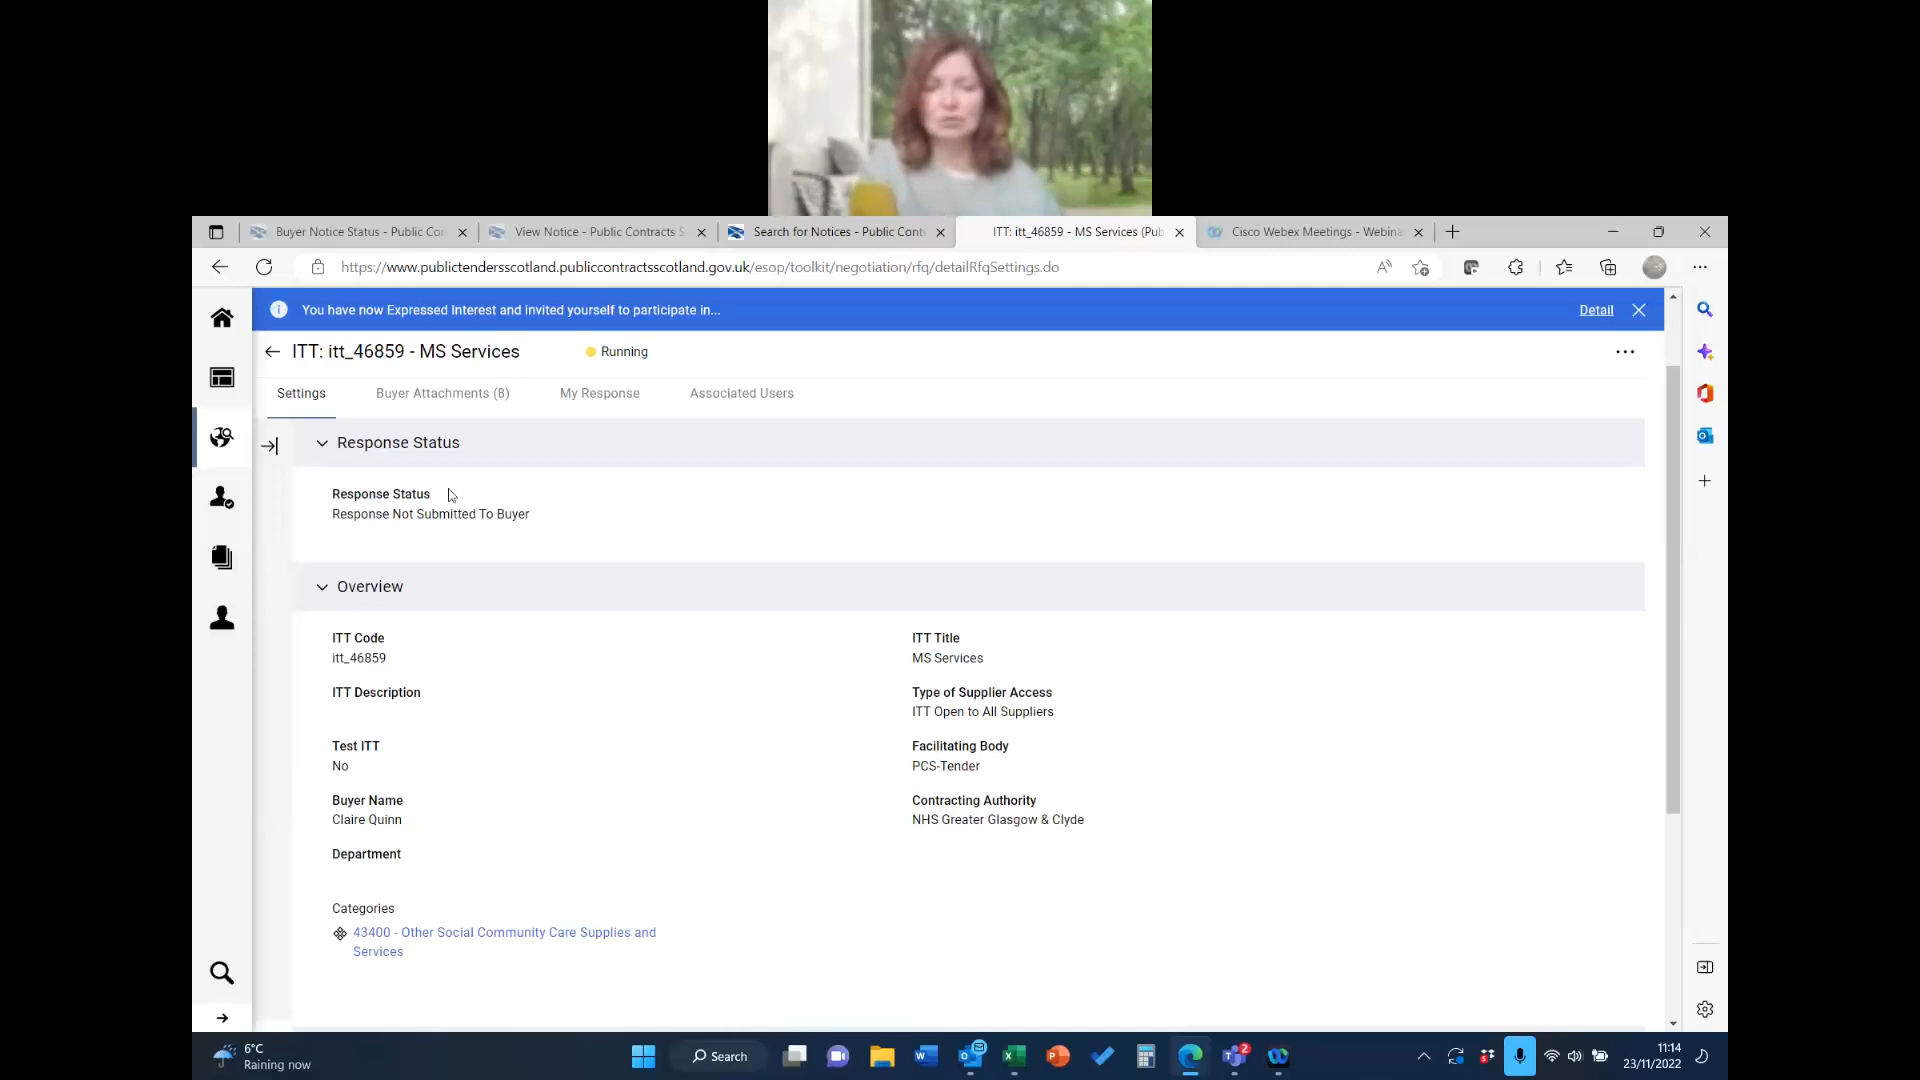 Buyer Notice Status - Public Con
View Notice - Public Contracts S
Search for Notices - Public Cont
ITT: itt_46859 - MS Services (Pub
Cisco Webex Meetings - Webina
https://www.publictendersscotland.publiccontractsscotland.gov.uk/esop/toolkit/negotiation/rfq/detailRfqSettings.do
You have now Expressed Interest and invited yourself to participate in...
Detail
ITT: itt_46859 - MS Services
Running
Settings
Buyer Attachments (8)
My Response
Associated Users
Response Status
Response Status
Response Not Submitted To Buyer
Overview
ITT Code
itt_46859
ITT Title
MS Services
ITT Description
Type of Supplier Access
ITT Open to All Suppliers
Test ITT
No
Facilitating Body
PCS-Tender
Buyer Name
Claire Quinn
Contracting Authority
NHS Greater Glasgow & Clyde
Department
Categories
43400 - Other Social Community Care Supplies and
Services
6°C
Raining now
Search
2
11:14
23/11/2022